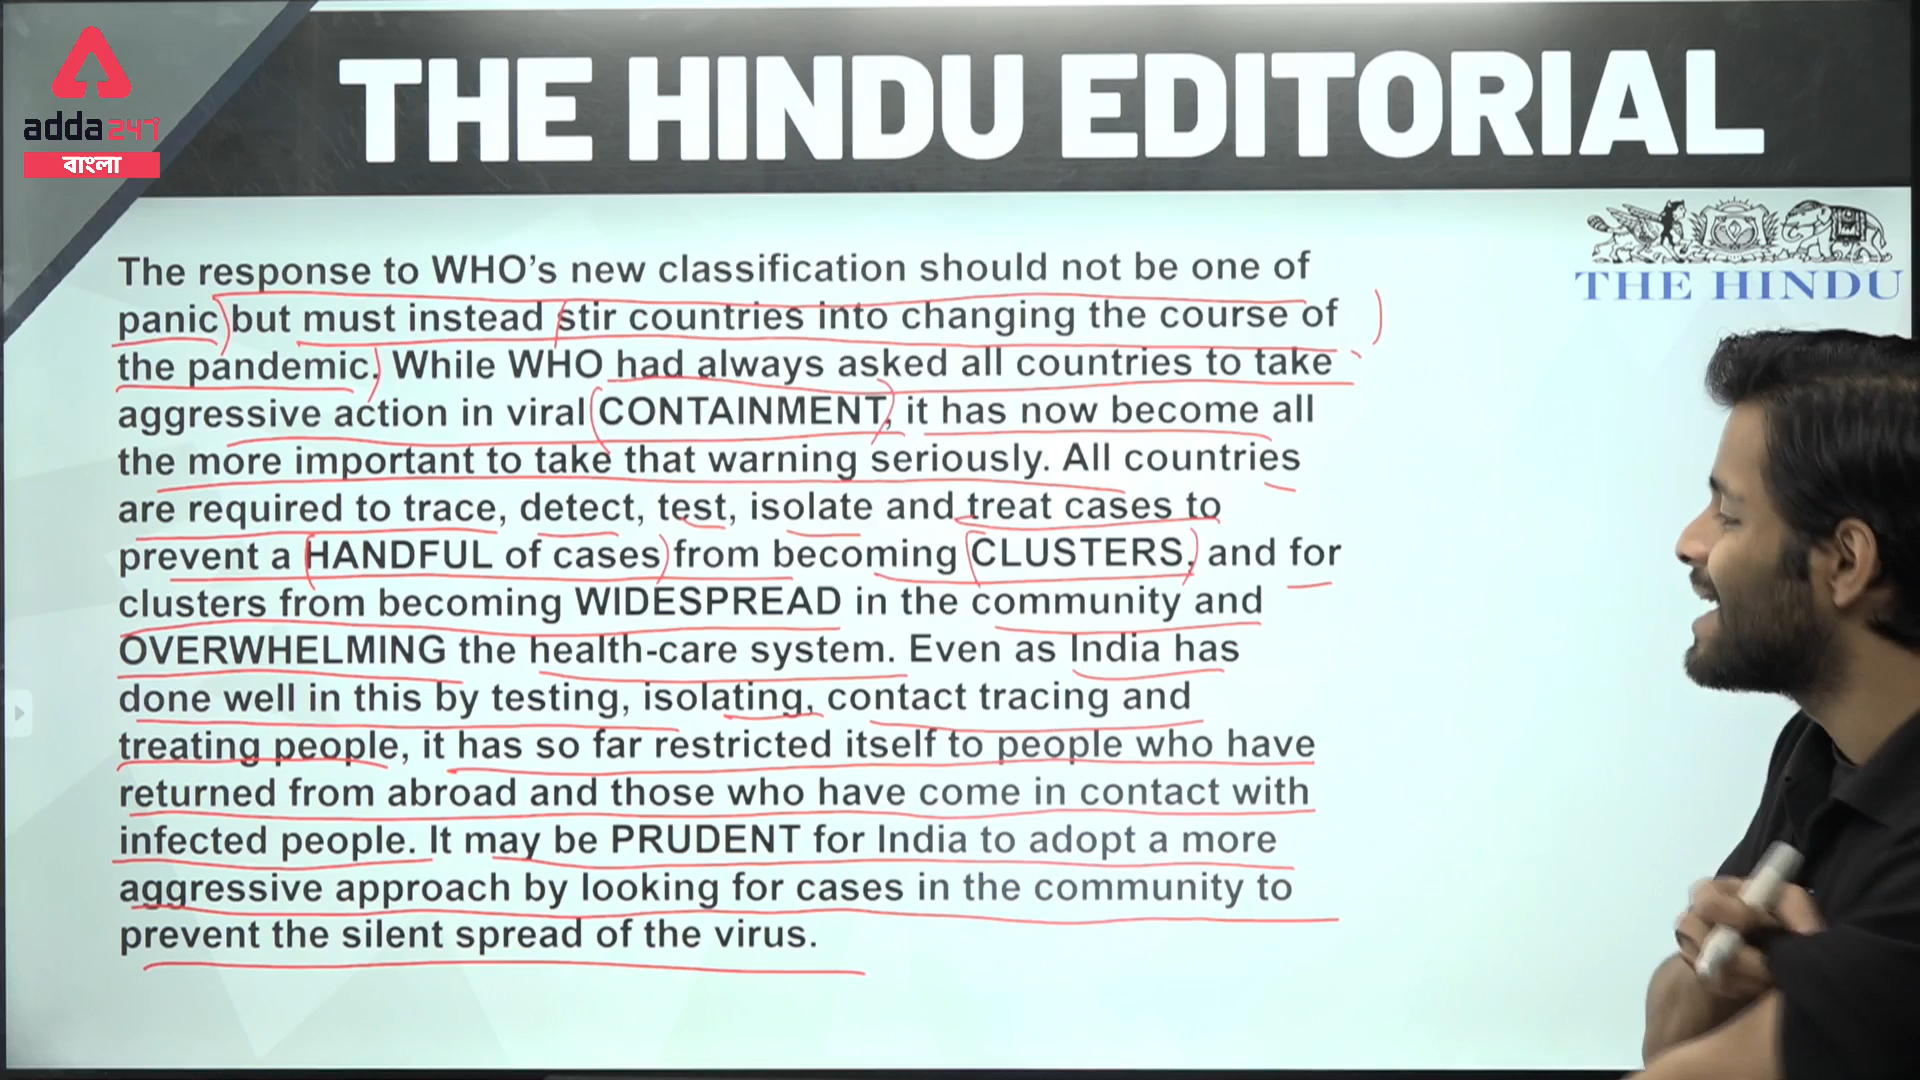 adda247
বাংলা
THE HINDU EDITORIAL
THE HINDU
The response to WHO’s new classification should not be one of
panic but must instead stir countries into changing the course of
the pandemic. While WHO had always asked all countries to take
aggressive action in viral CONTAINMENT, it has now become all
the more important to take that warning seriously. All countries
are required to trace, detect, test, isolate and treat cases to
prevent a HANDFUL of cases from becoming CLUSTERS, and for
clusters from becoming WIDESPREAD in the community and
OVERWHELMING the health-care system. Even as India has
done well in this by testing, isolating, contact tracing and
treating people, it has so far restricted itself to people who have
returned from abroad and those who have come in contact with
infected people. It may be PRUDENT for India to adopt a more
aggressive approach by looking for cases in the community to
prevent the silent spread of the virus.